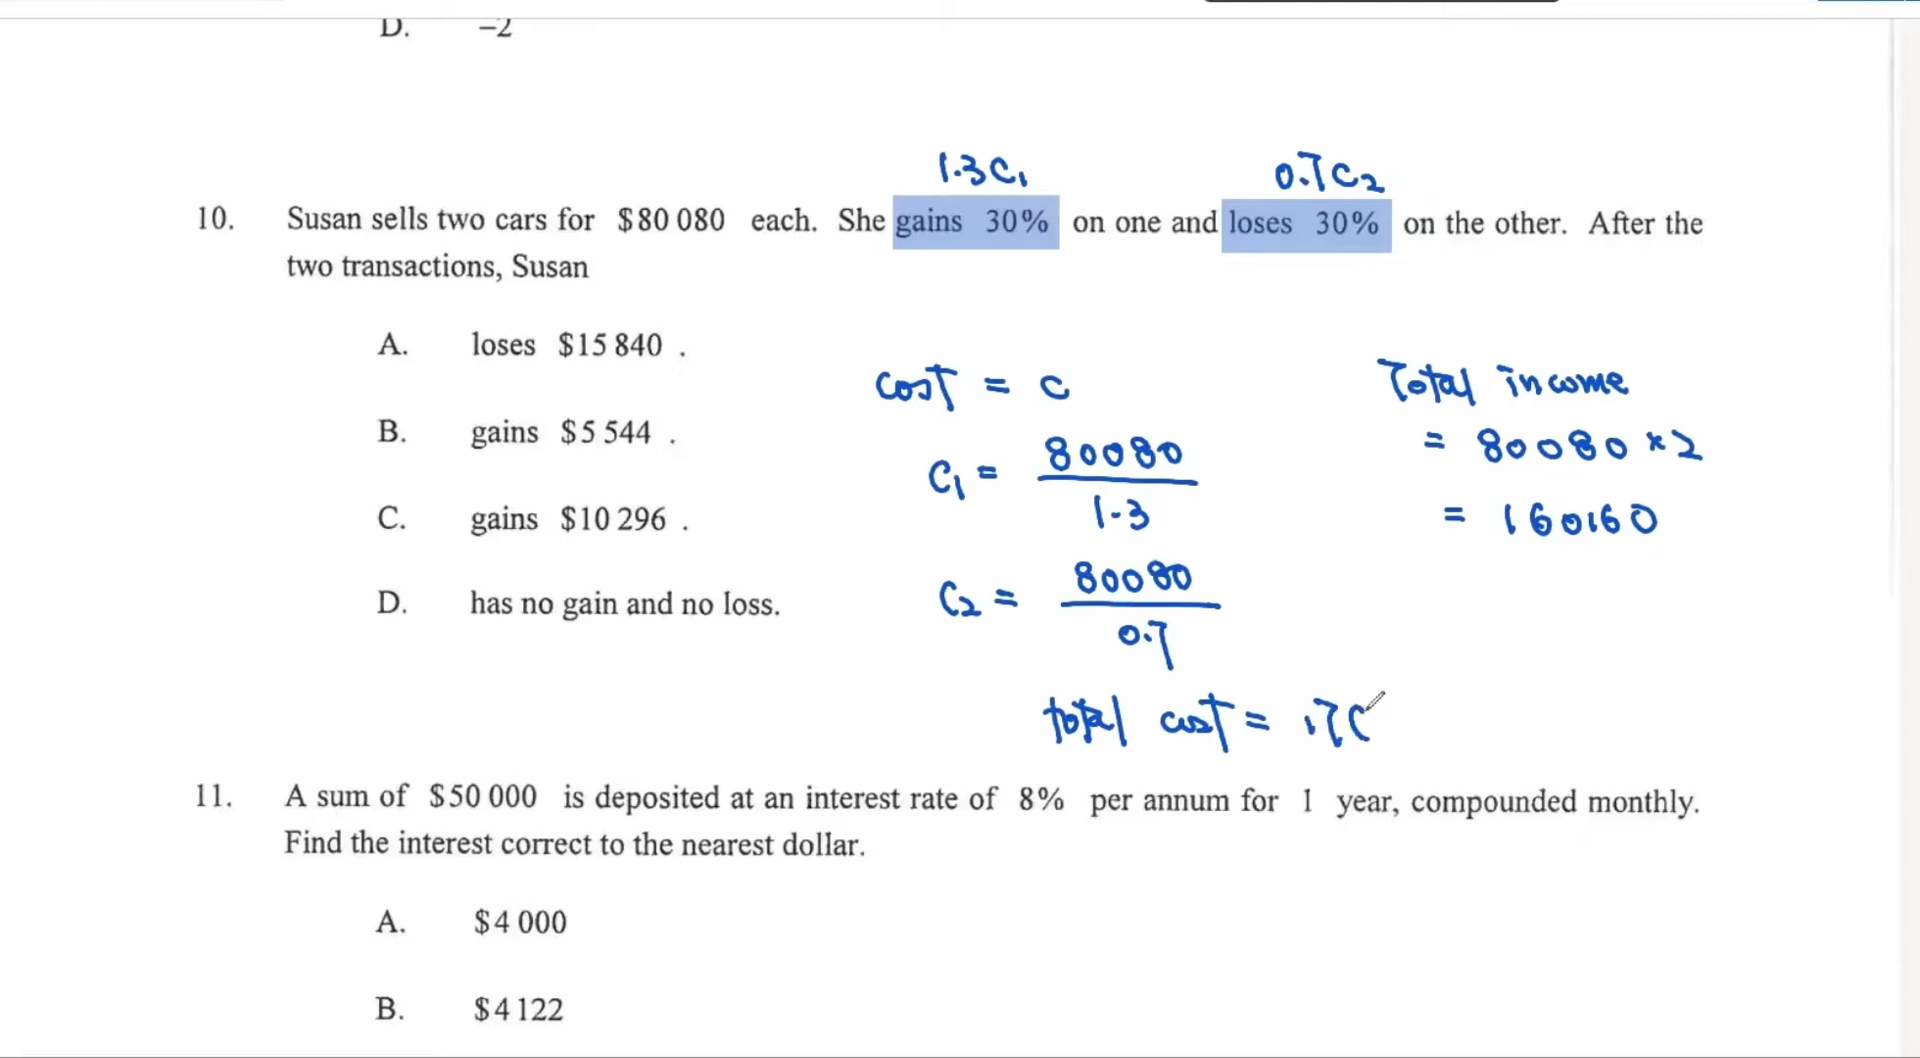 D. −2
1.3C₁ 0.7C₂
10. Susan sells two cars for $80 080 each. She gains 30% on one and loses 30% on the other. After the
two transactions, Susan
A. loses $15 840 .
B. gains $5 544 .
C. gains $10 296 .
D. has no gain and no loss.
cost = C
C₁ = 80080 / 1.3
C₂ = 80080 / 0.7
total cost = 17
Total income
= 80080 × 2
= 160160
11. A sum of $50 000 is deposited at an interest rate of 8% per annum for 1 year, compounded monthly.
Find the interest correct to the nearest dollar.
A. $4 000
B. $4 122